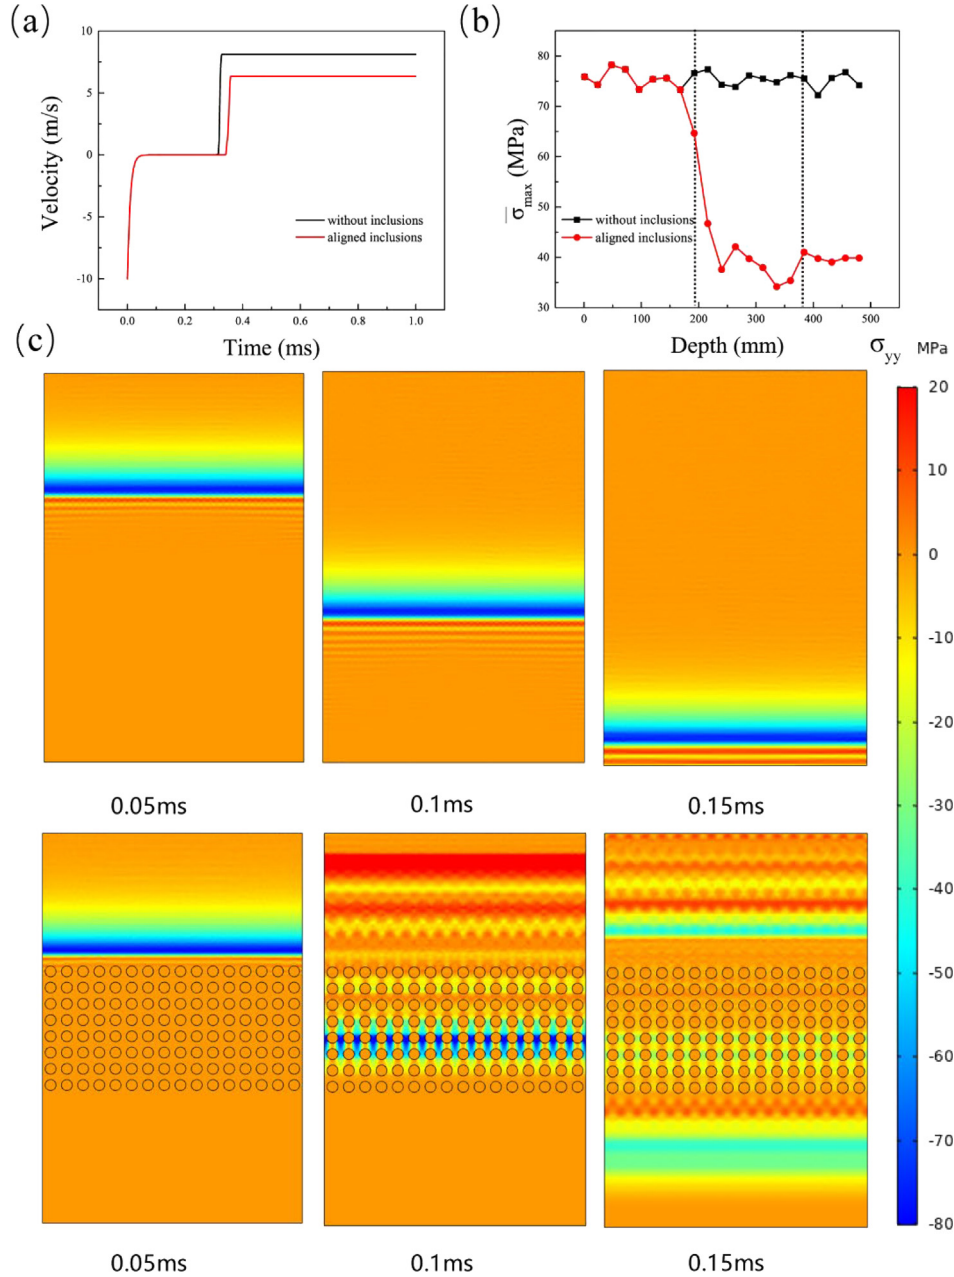 (a)
Velocity (m/s)
10
5
0
-5
-10
without inclusions
aligned inclusions
0.0 0.2 0.4 0.6 0.8 1.0
Time (ms)
(b)
σ̅max (MPa)
80
70
60
50
40
30
without inclusions
aligned inclusions
0 100 200 300 400 500
Depth (mm)
(c)
σyy MPa
20
10
0
-10
-20
-30
-40
-50
-60
-70
-80
0.05ms 0.1ms 0.15ms
0.05ms 0.1ms 0.15ms